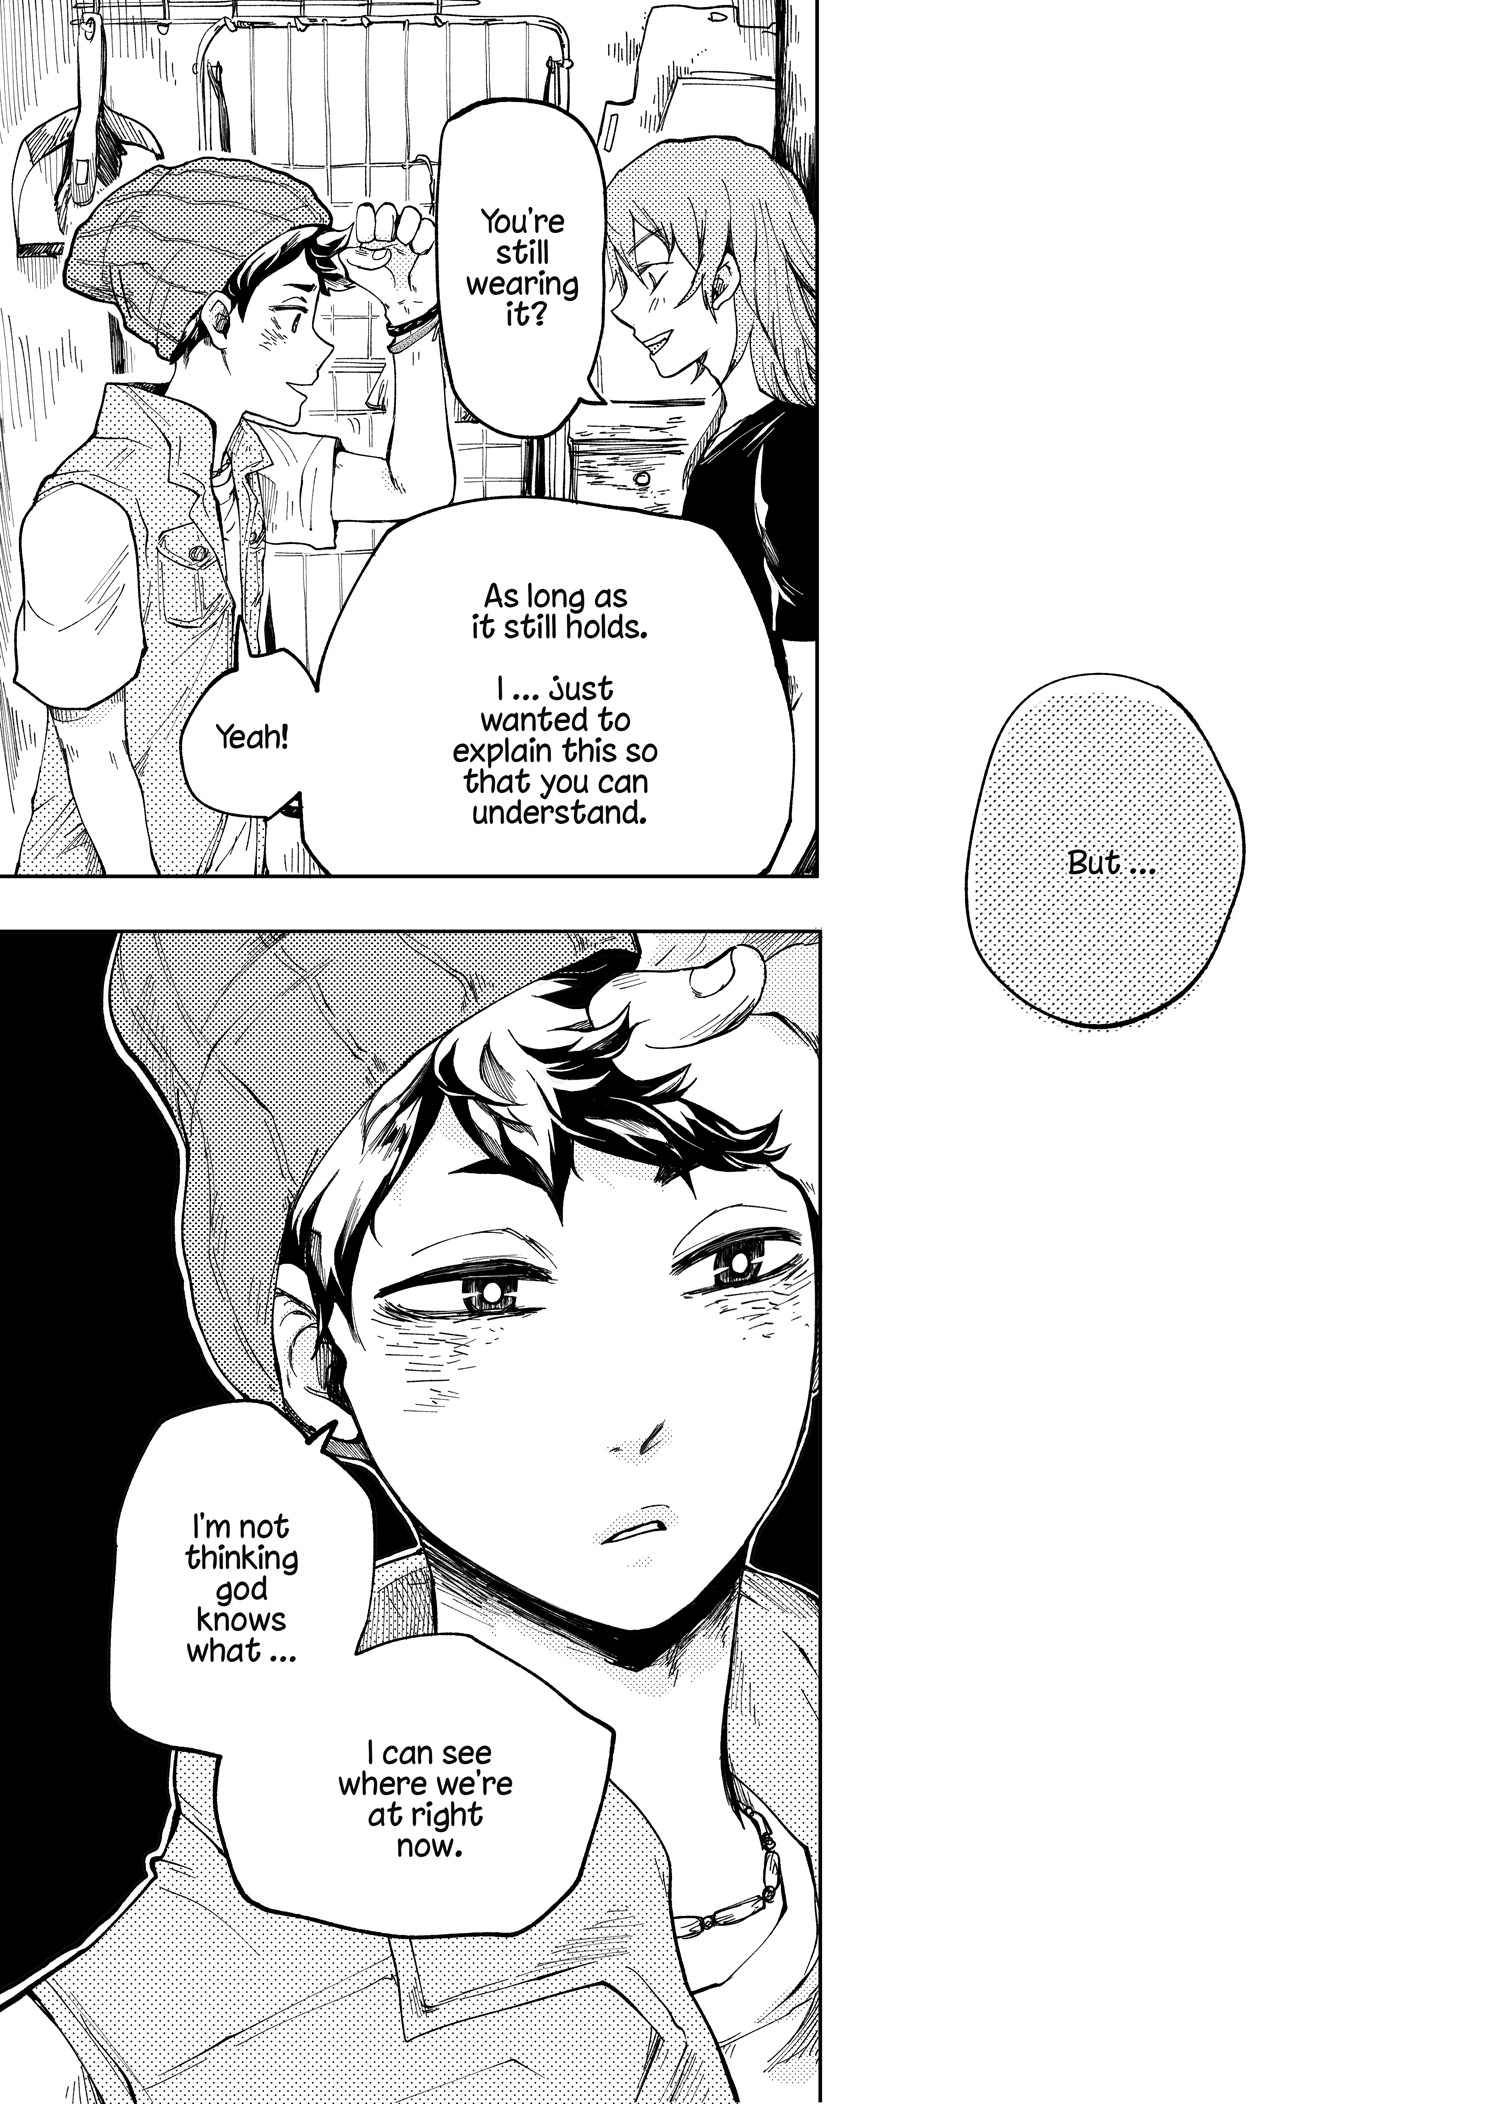 You're
still
wearing
it?
Yeah!
As long as
it still holds.
I ... just
wanted to
explain this so
that you can
understand.
But ...
I'm not
thinking
god
knows
what ...
I can see
where we're
at right
now.